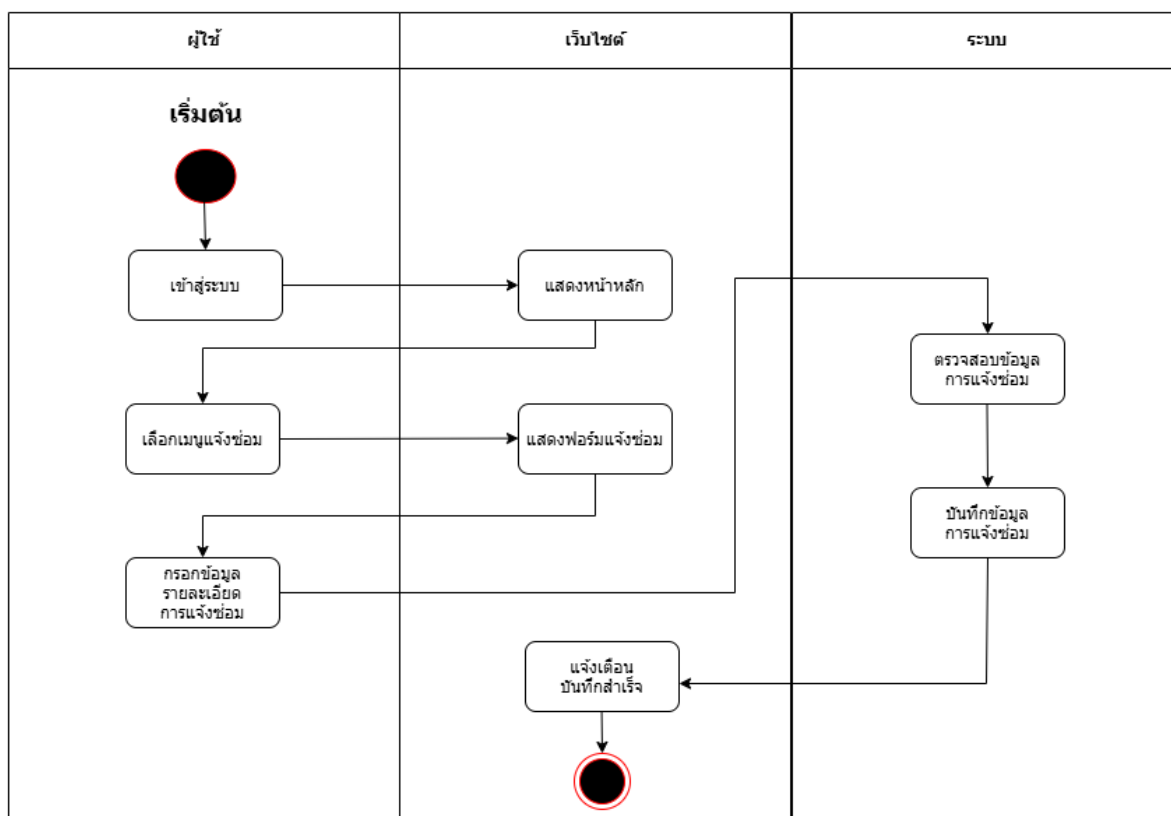 ผู้ใช้
เว็บไซต์
ระบบ
เริ่มต้น
เข้าสู่ระบบ
แสดงหน้าหลัก
ตรวจสอบข้อมูล
การแจ้งซ่อม
เลือกเมนูแจ้งซ่อม
แสดงฟอร์มแจ้งซ่อม
บันทึกข้อมูล
การแจ้งซ่อม
กรอกข้อมูล
รายละเอียด
การแจ้งซ่อม
แจ้งเตือน
บันทึกสำเร็จ